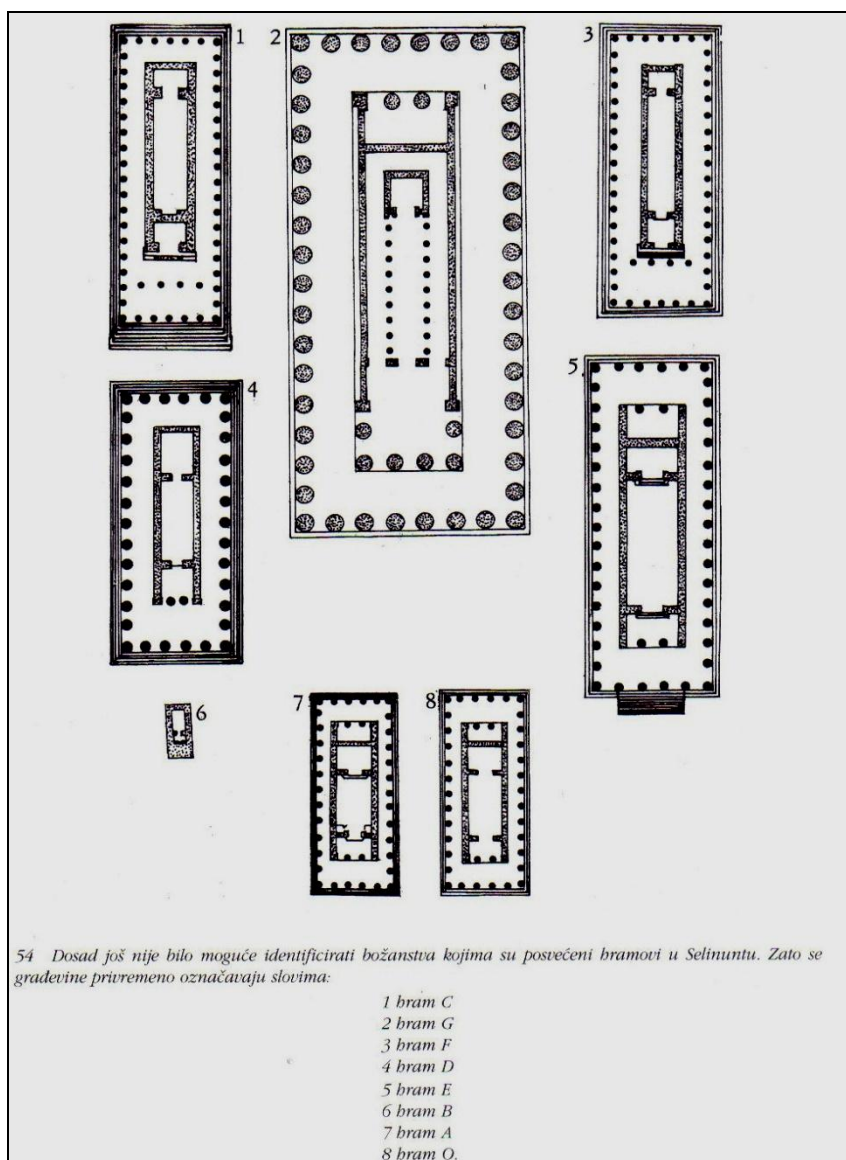 1
2
3
4
5
6
7
8
54 Dosad još nije bilo moguće identificirati božanstva kojima su posvećeni hramovi u Selinuntu. Zato se
građevine privremeno označavaju slovima:
1 hram C
2 hram G
3 hram F
4 hram D
5 hram E
6 hram B
7 hram A
8 hram O.